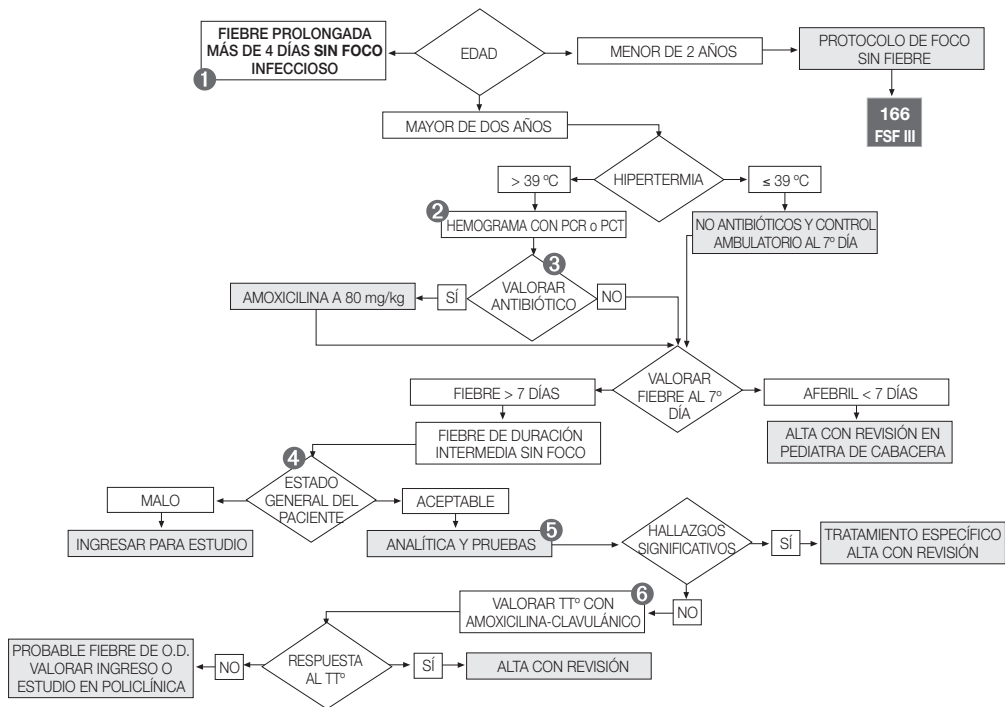 FIEBRE PROLONGADA
MÁS DE 4 DÍAS SIN FOCO
INFECCIOSO
1
EDAD
MENOR DE 2 AÑOS
PROTOCOLO DE FOCO
SIN FIEBRE
166
FSF III
MAYOR DE DOS AÑOS
HIPERTERMIA
> 39 ºC
≤ 39 ºC
2
HEMOGRAMA CON PCR o PCT
NO ANTIBIÓTICOS Y CONTROL
AMBULATORIO AL 7º DÍA
3
VALORAR
ANTIBIÓTICO
SÍ
NO
AMOXICILINA A 80 mg/kg
VALORAR
FIEBRE AL 7º
DÍA
FIEBRE > 7 DÍAS
AFEBRIL < 7 DÍAS
FIEBRE DE DURACIÓN
INTERMEDIA SIN FOCO
ALTA CON REVISIÓN EN
PEDIATRA DE CABACERA
4
ESTADO
GENERAL DEL
PACIENTE
MALO
ACEPTABLE
INGRESAR PARA ESTUDIO
ANALÍTICA Y PRUEBAS
5
HALLAZGOS
SIGNIFICATIVOS
SÍ
TRATAMIENTO ESPECÍFICO
ALTA CON REVISIÓN
NO
6
VALORAR TTº CON
AMOXICILINA-CLAVULÁNICO
RESPUESTA
AL TTº
NO
SÍ
PROBABLE FIEBRE DE O.D.
VALORAR INGRESO O
ESTUDIO EN POLICLÍNICA
ALTA CON REVISIÓN